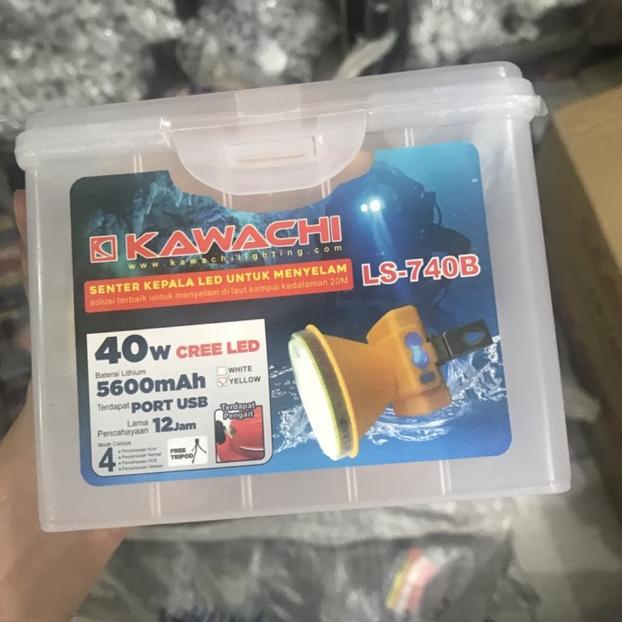 KAWACHI
www.kawachilighting.com
SENTER KEPALA LED UNTUK MENYELAM
solusi terbaik untuk menyelam di laut sampai kedalaman 20M
LS-740B
40W CREE LED
Baterai Lithium
5600mAh
WHITE
YELLOW
Terdapat PORT USB
Lama Pencahayaan 12Jam
Terdapat
Pengait
Mode Cahaya
4
FREE
TRIPOD